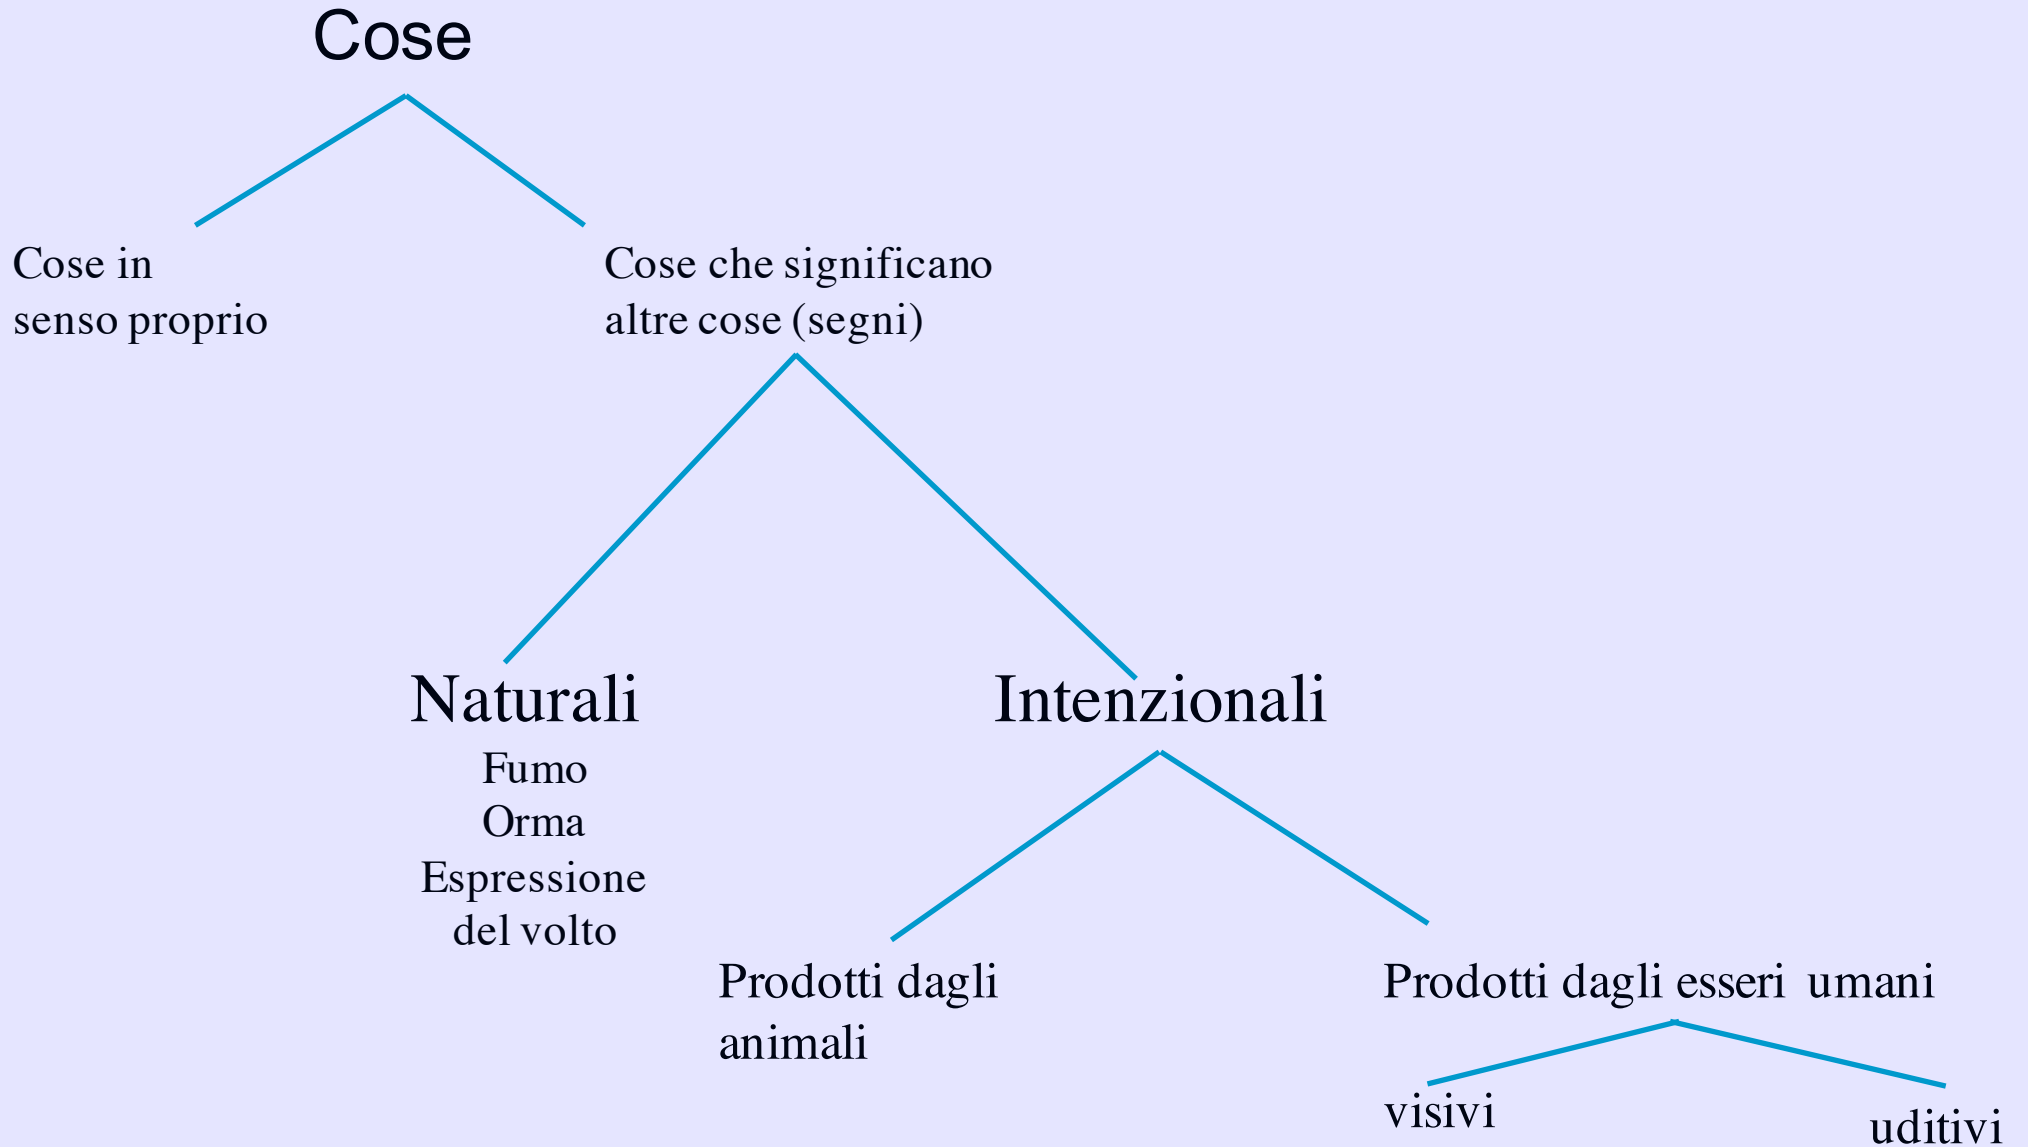 Cose
Cose in
senso proprio
Cose che significano
altre cose (segni)
Naturali
Fumo
Orma
Espressione
del volto
Intenzionali
Prodotti dagli
animali
Prodotti dagli esseri umani
visivi
uditivi